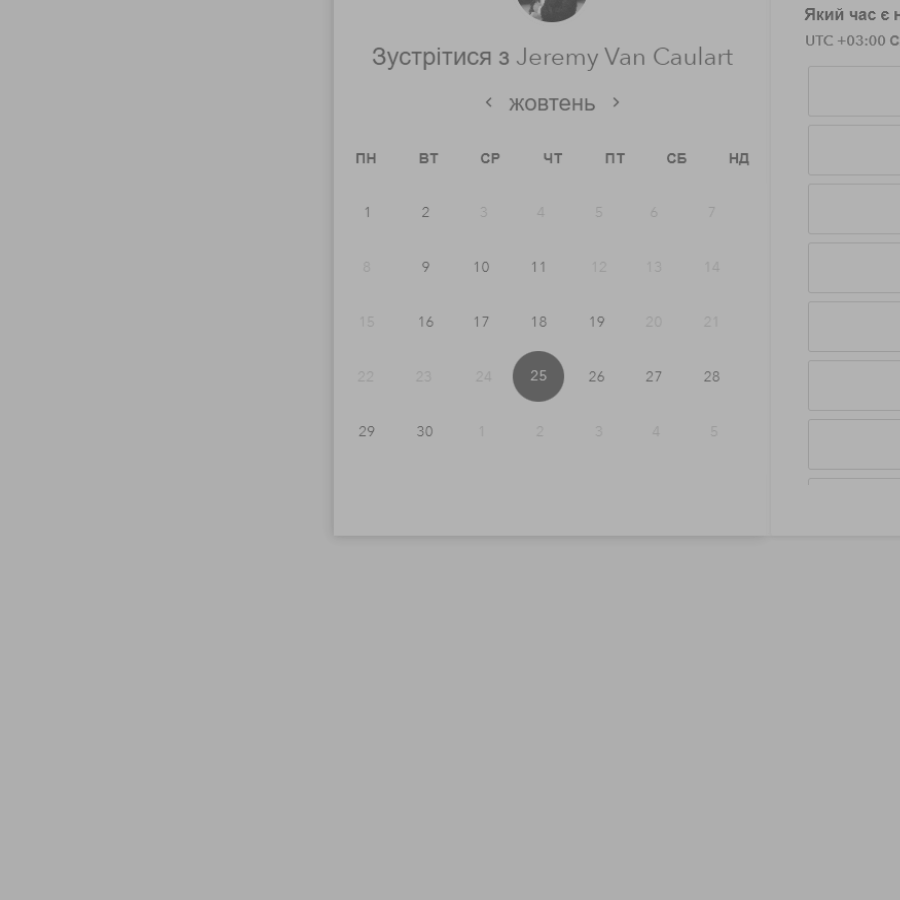 Зустрітися з Jeremy Van Caulart
жовтень
ПН ВТ СР ЧТ ПТ СБ НД
1 2 3 4 5 6 7
8 9 10 11 12 13 14
15 16 17 18 19 20 21
22 23 24 25 26 27 28
29 30 1 2 3 4 5
Який час є
UTC +03:00